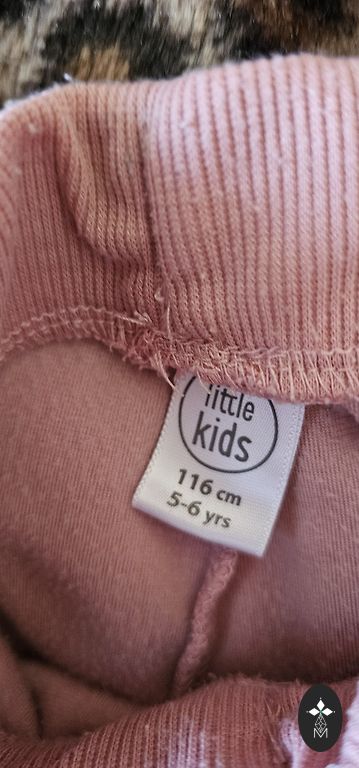 little
kids
116 cm
5-6 yrs
M